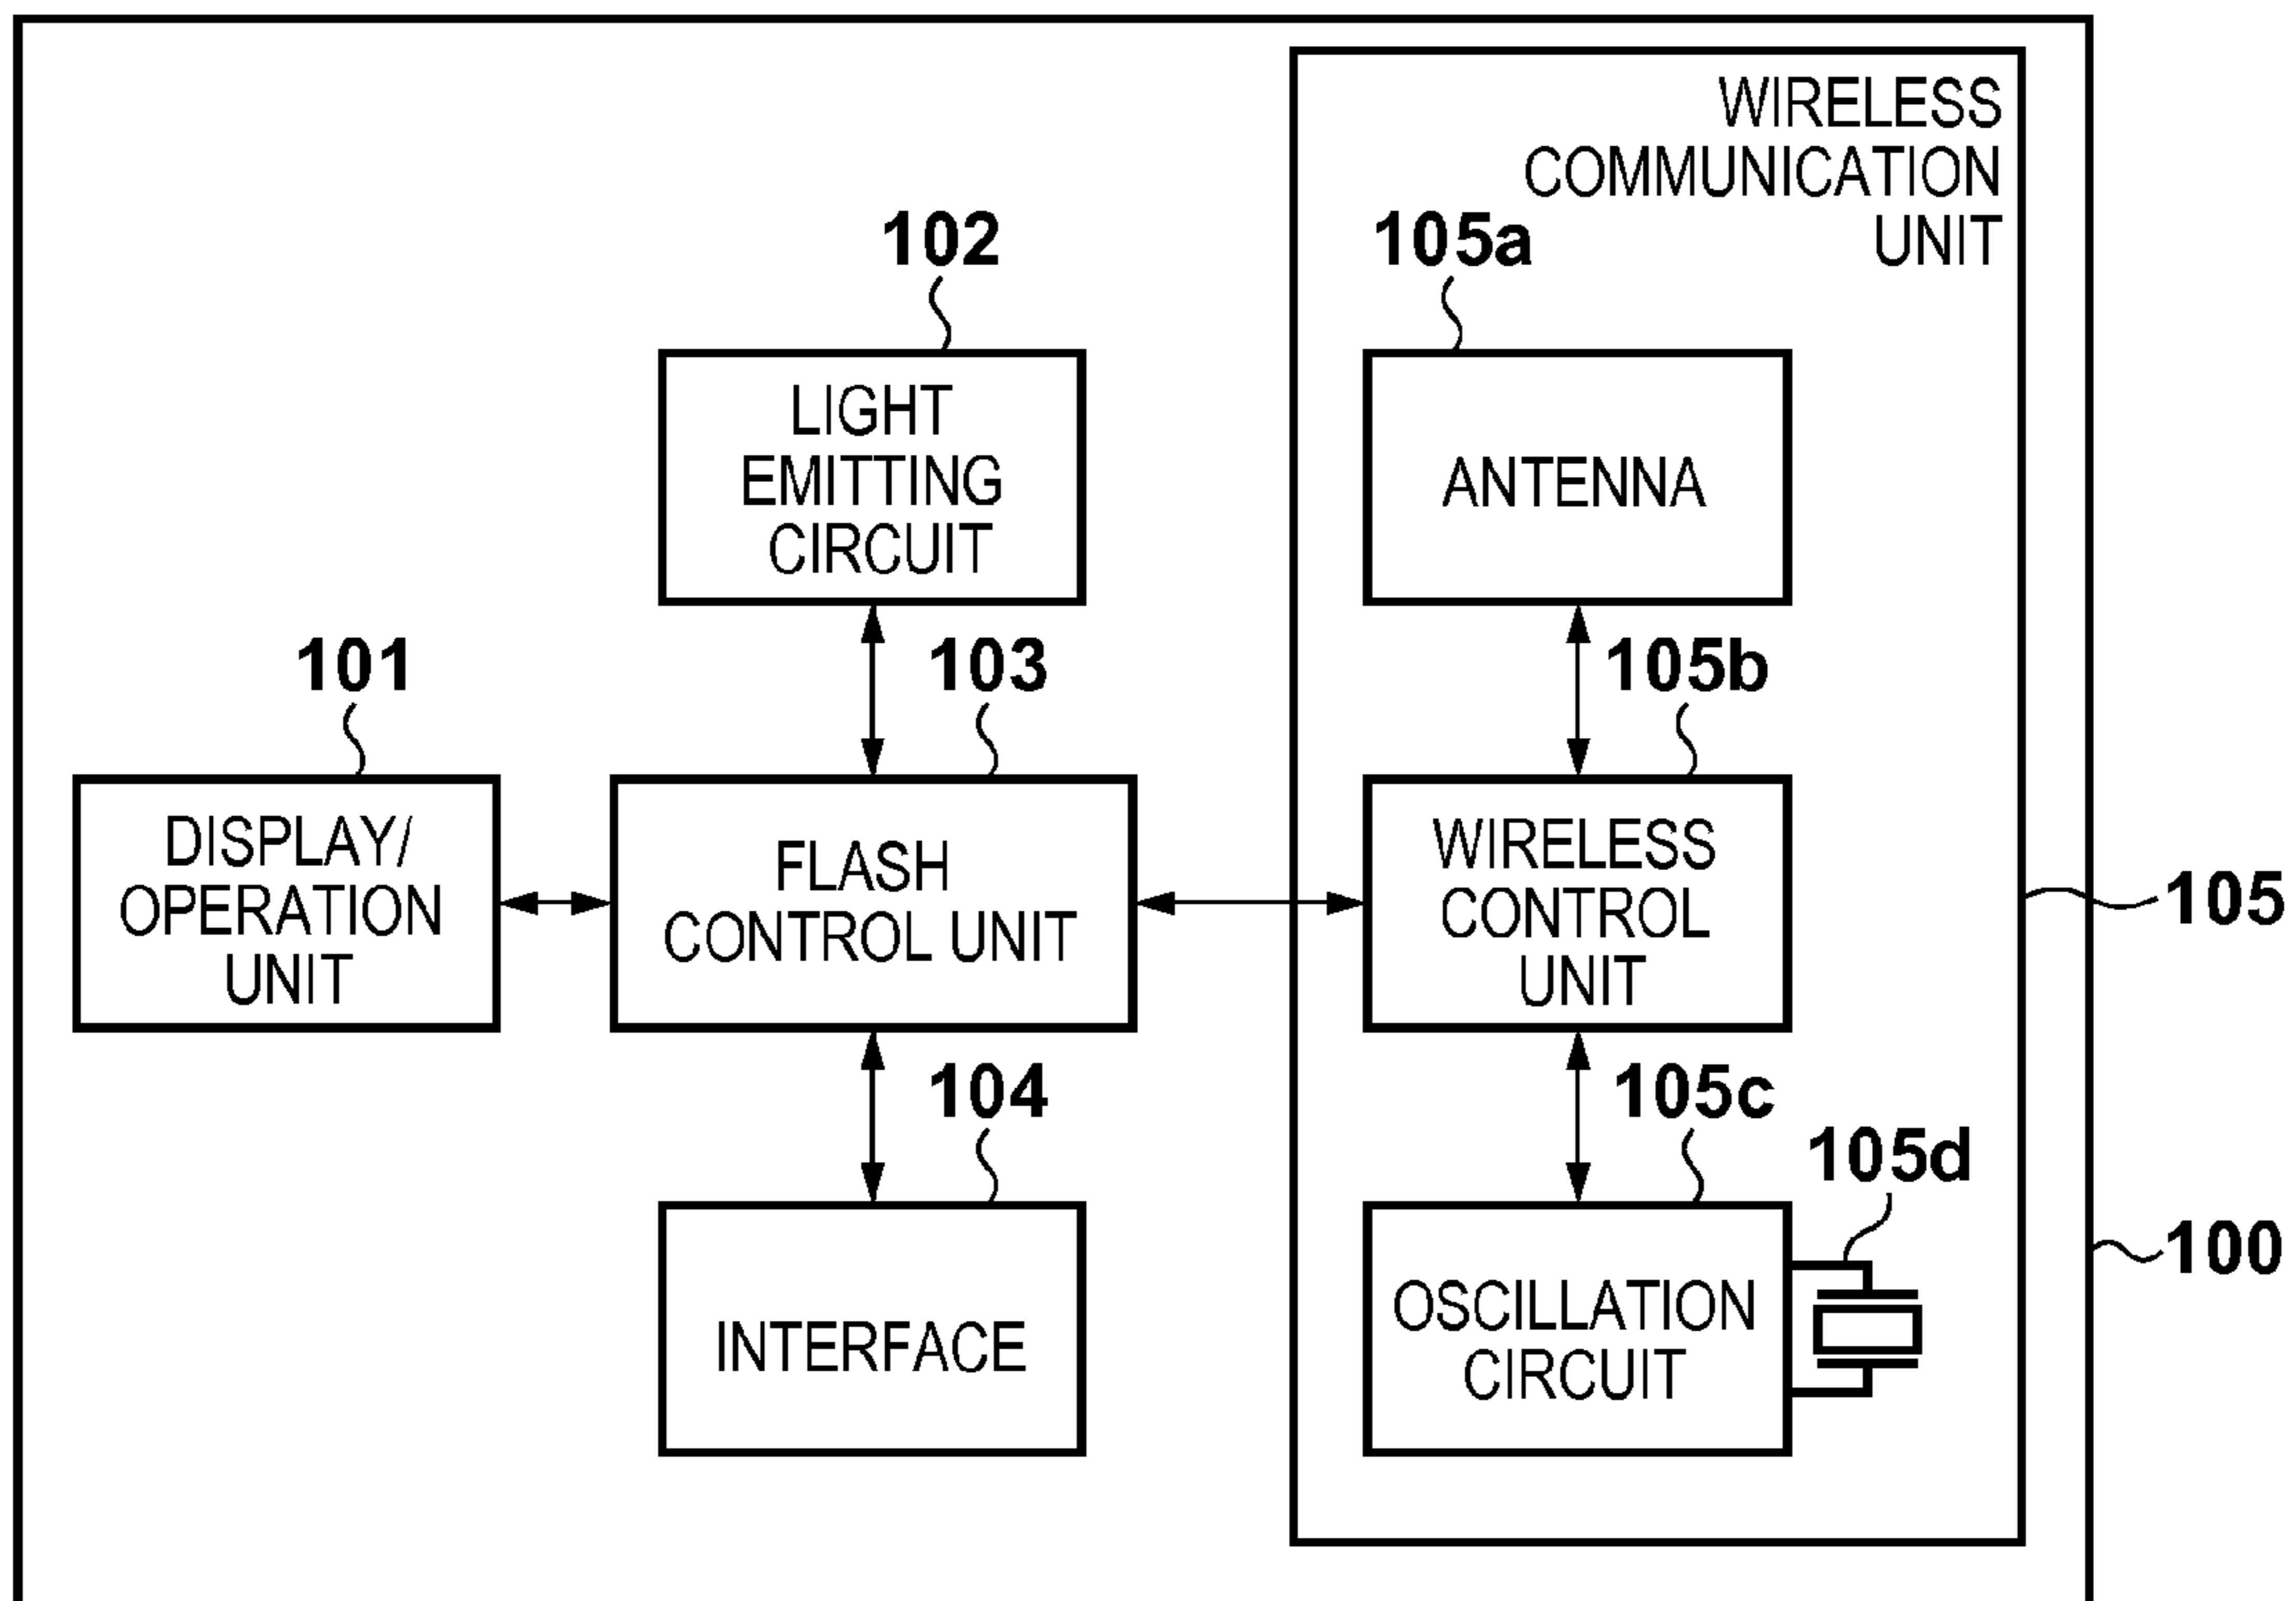 WIRELESS
COMMUNICATION
UNIT
102
105a
LIGHT
EMITTING
CIRCUIT
ANTENNA
101
103
105b
DISPLAY/
OPERATION
UNIT
FLASH
CONTROL UNIT
WIRELESS
CONTROL
UNIT
105
104
105c
105d
100
INTERFACE
OSCILLATION
CIRCUIT